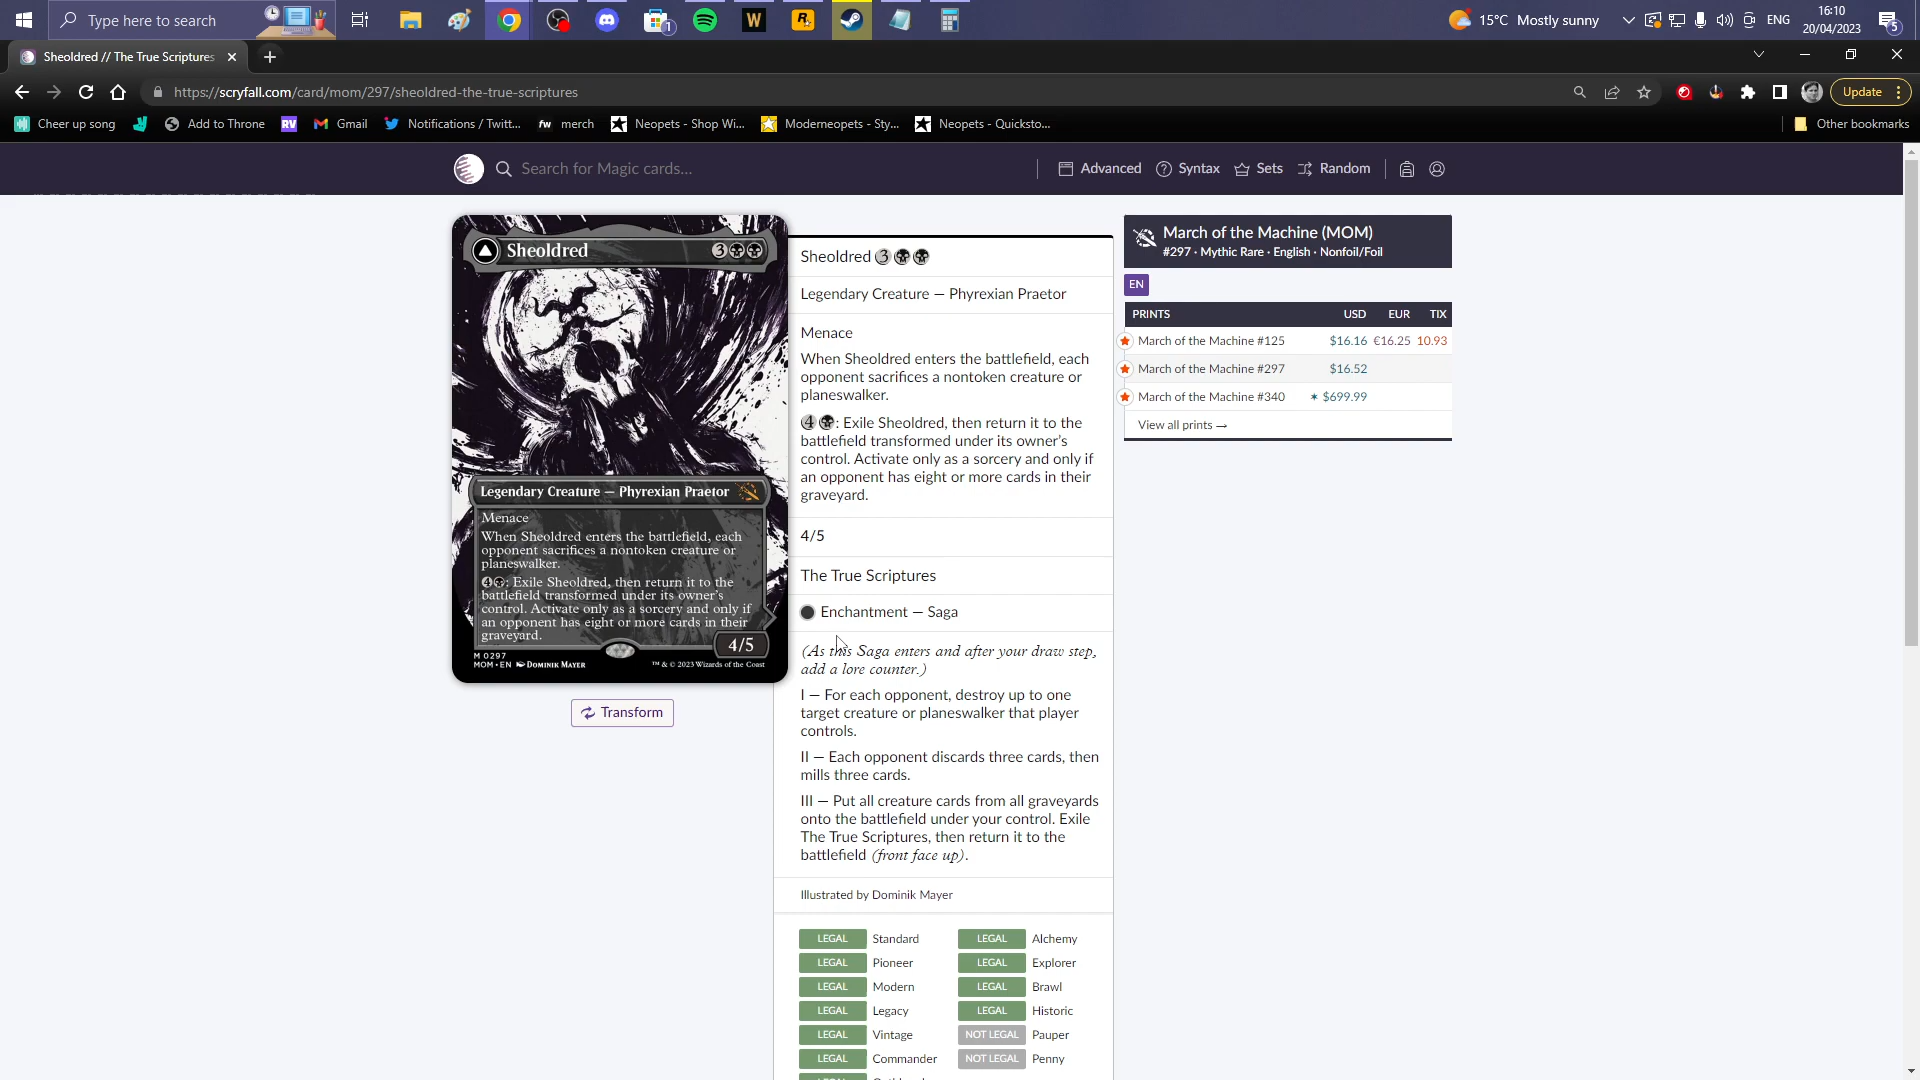 Type here to search
1
W
R
15°C Mostly sunny
ENG
16:10
20/04/2023
5
Sheoldred // The True Scriptures
https://scryfall.com/card/mom/297/sheoldred-the-true-scriptures
Update
Cheer up song
Add to Throne
RV
Gmail
Notifications / Twitt...
fw merch
Neopets - Shop Wi...
Moderneopets - Sty...
Neopets - Quicksto...
Other bookmarks
Search for Magic cards...
Advanced
Syntax
Sets
Random
Sheoldred 3
Legendary Creature — Phyrexian Praetor
Menace
When Sheoldred enters the battlefield, each
opponent sacrifices a nontoken creature or
planeswalker.
4: Exile Sheoldred, then return it to the
battlefield transformed under its owner's
control. Activate only as a sorcery and only if
an opponent has eight or more cards in their
graveyard.
4/5
M 0297
MOM • EN DOMINIK MAYER
™ & © 2023 Wizards of the Coast
Transform
Sheoldred 3
Legendary Creature — Phyrexian Praetor
Menace
When Sheoldred enters the battlefield, each
opponent sacrifices a nontoken creature or
planeswalker.
4: Exile Sheoldred, then return it to the
battlefield transformed under its owner's
control. Activate only as a sorcery and only if
an opponent has eight or more cards in their
graveyard.
4/5
The True Scriptures
Enchantment — Saga
(As this Saga enters and after your draw step,
add a lore counter.)
I — For each opponent, destroy up to one
target creature or planeswalker that player
controls.
II — Each opponent discards three cards, then
mills three cards.
III — Put all creature cards from all graveyards
onto the battlefield under your control. Exile
The True Scriptures, then return it to the
battlefield (front face up).
Illustrated by Dominik Mayer
LEGAL Standard LEGAL Alchemy
LEGAL Pioneer LEGAL Explorer
LEGAL Modern LEGAL Brawl
LEGAL Legacy LEGAL Historic
LEGAL Vintage NOT LEGAL Pauper
LEGAL Commander NOT LEGAL Penny
March of the Machine (MOM)
#297 · Mythic Rare · English · Nonfoil/Foil
EN
PRINTS USD EUR TIX
March of the Machine #125 $16.16 €16.25 10.93
March of the Machine #297 $16.52
March of the Machine #340 ✶ $699.99
View all prints →